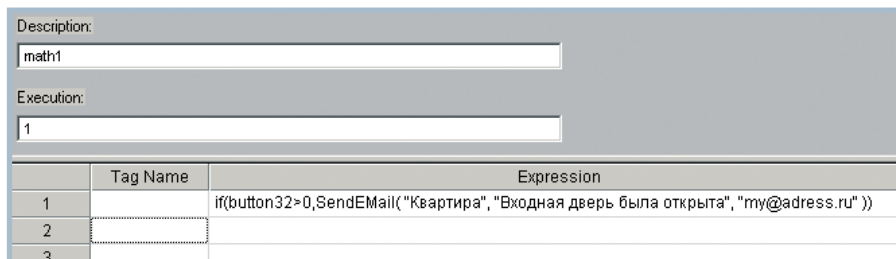 Description:
math1
Execution:
1
Tag Name Expression
1 if(button32>0,SendEMail( "Квартира", "Входная дверь была открыта", "my@adress.ru" ))
2
3